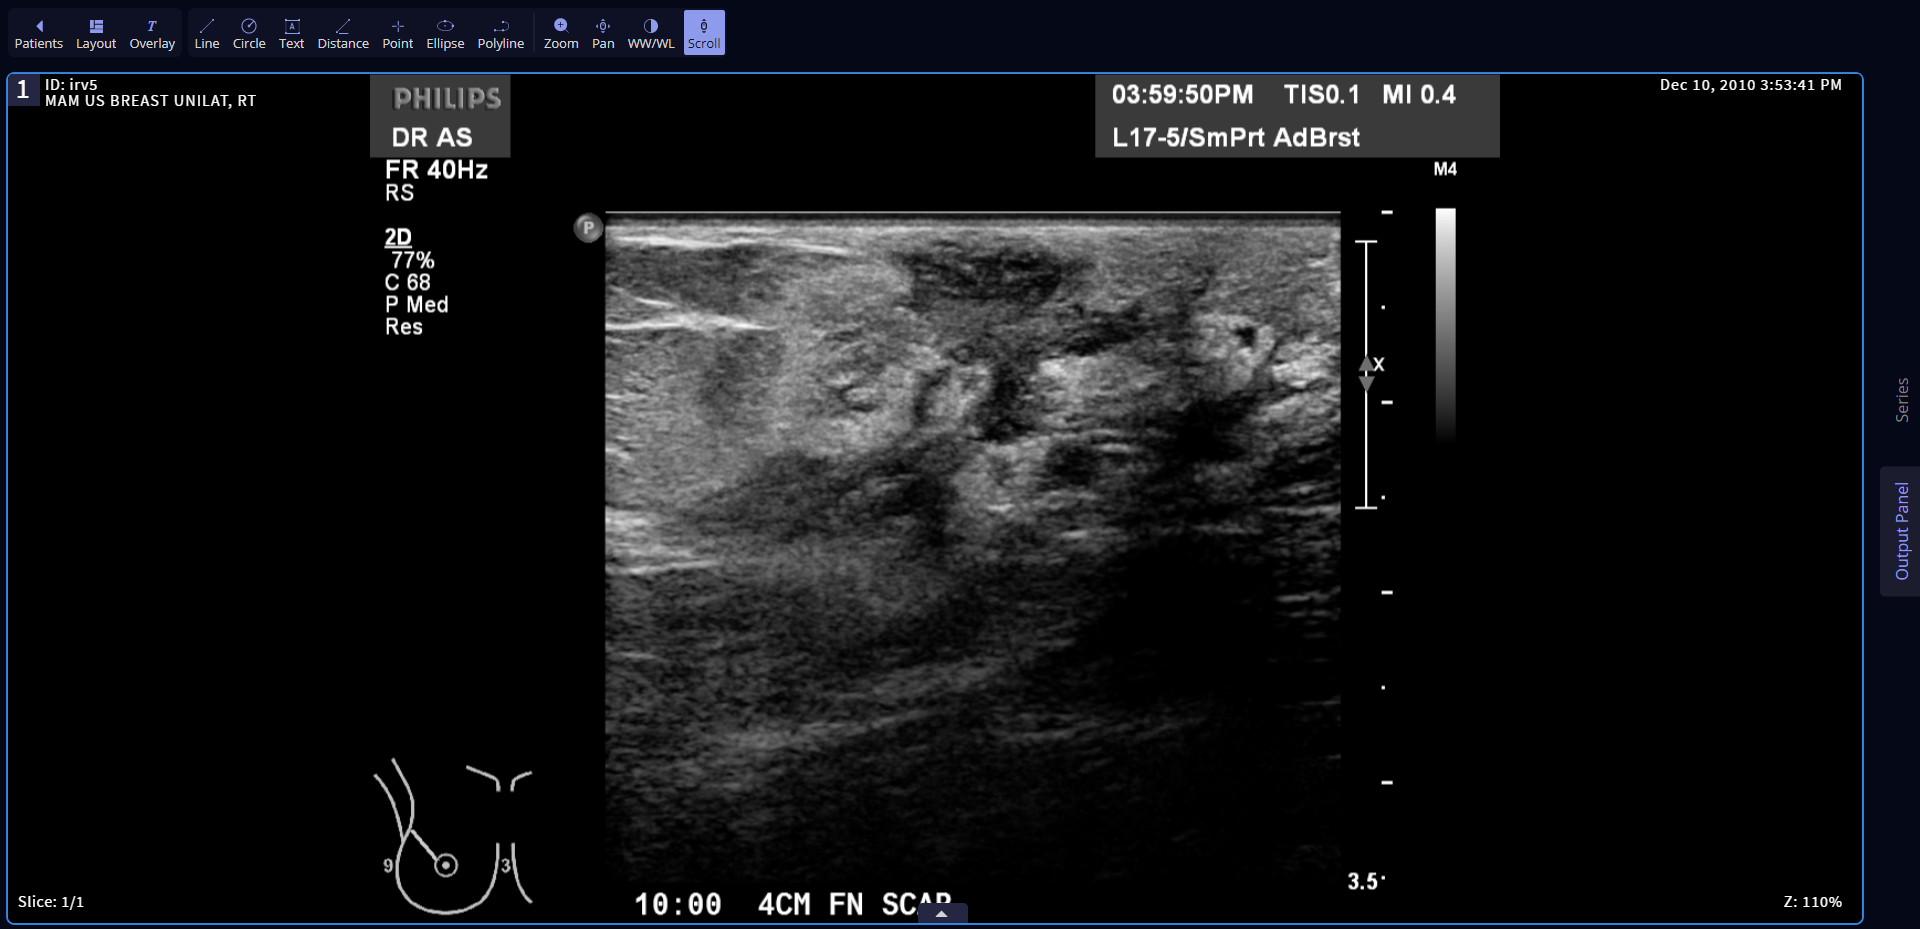 Patients Layout Overlay Line Circle Text Distance Point Ellipse Polyline Zoom Pan WW/WL Scroll
1
ID: irv5
MAM US BREAST UNILAT, RT
Dec 10, 2010 3:53:41 PM
PHILIPS
DR AS
03:59:50PM TIS0.1 MI 0.4
L17-5/SmPrt AdBrst
FR 40Hz
RS
M4
P
2D
77%
C 68
P Med
Res
X
Series
Output Panel
9
3
3.5
10:00 4CM FN SCAR
Slice: 1/1
Z: 110%